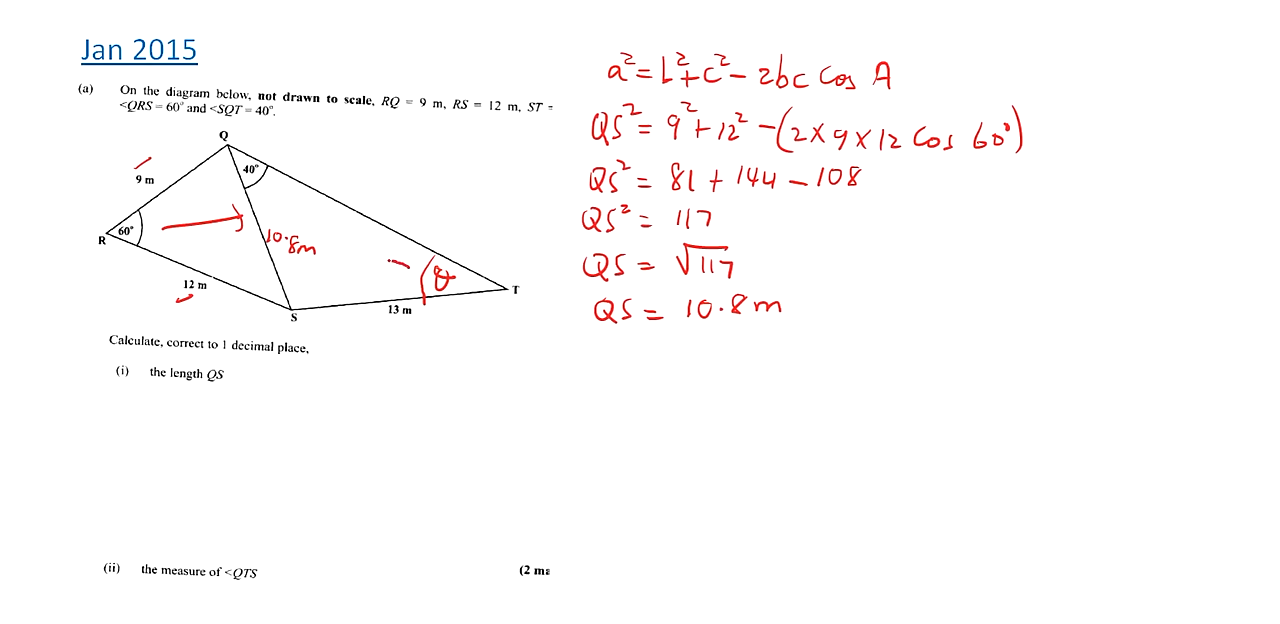 Jan 2015
(a) On the diagram below, not drawn to scale, RQ = 9 m, RS = 12 m, ST =
<QRS = 60° and <SQT = 40°.
Q
40°
9 m
60°
R
10.8m
θ
T
12 m
13 m
S
Calculate, correct to 1 decimal place,
(i) the length QS
(ii) the measure of <QTS
(2 ma
a² = b² + c² - 2bc Cos A
QS² = 9² + 12² - (2 x 9 x 12 Cos 60°)
QS² = 81 + 144 - 108
QS² = 117
QS = √117
QS = 10.8 m